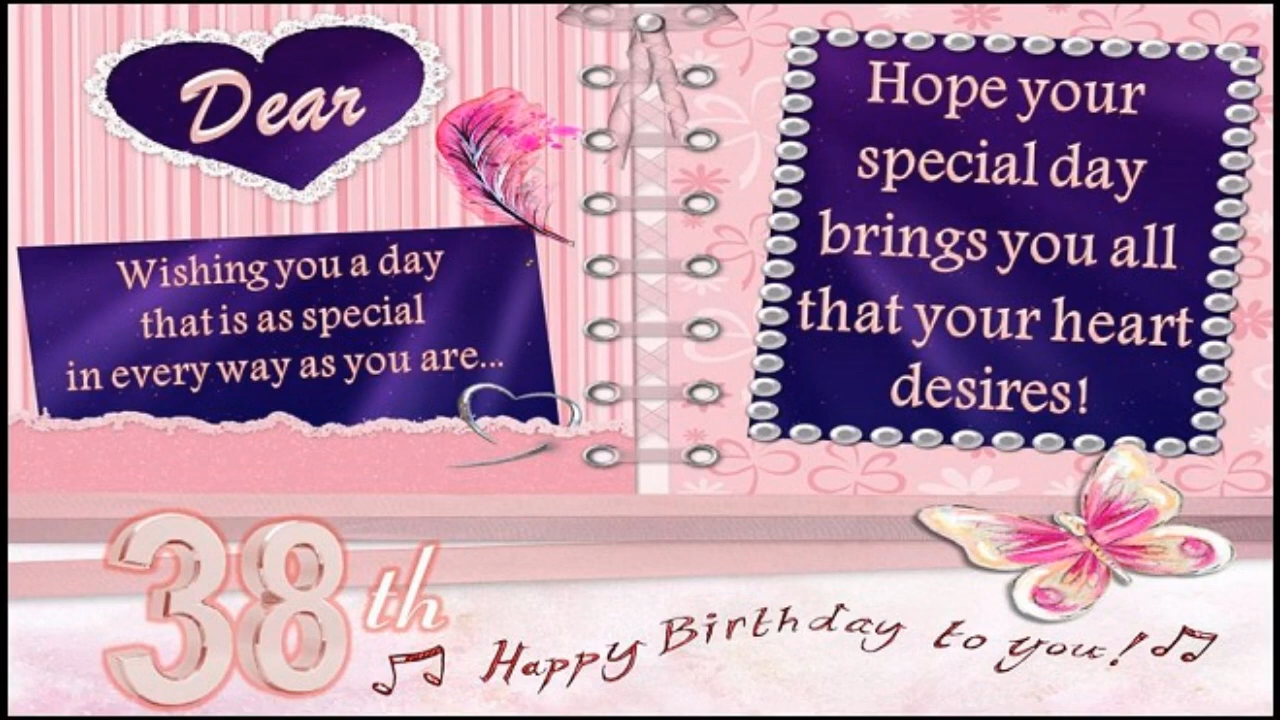 Dear
Wishing you a day
that is as special
in every way as you are...
Hope your
special day
brings you all
that your heart
desires!
38th
Happy Birthday to you!